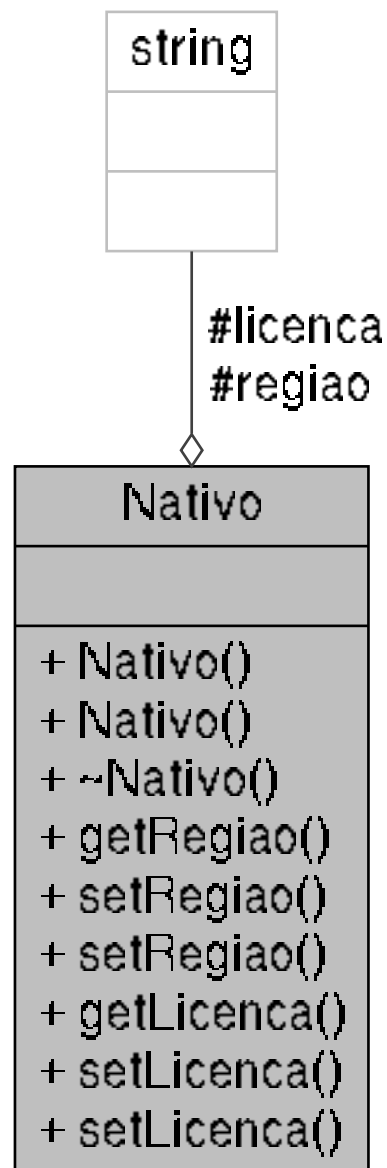 string
#licenca
#regiao
Nativo
+ Nativo()
+ Nativo()
+ ~Nativo()
+ getRegiao()
+ setRegiao()
+ setRegiao()
+ getLicenca()
+ setLicenca()
+ setLicenca()